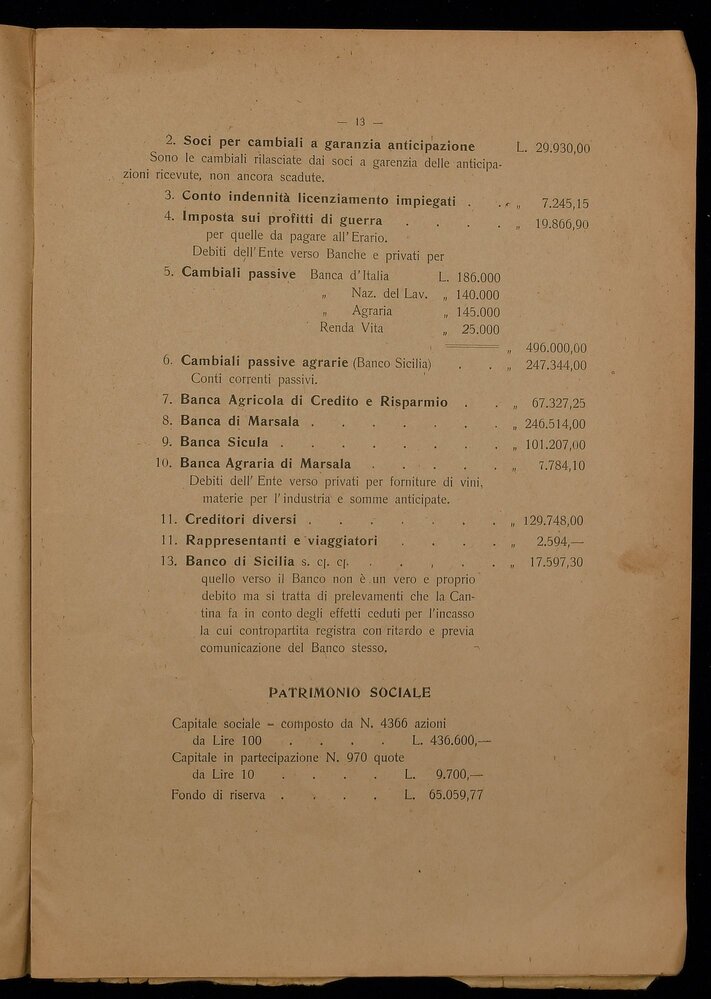 — 13 —
2. Soci per cambiali a garanzia anticipazione L. 29.930,00
Sono le cambiali rilasciate dai soci a garenzia delle anticipa-
zioni ricevute, non ancora scadute.
3. Conto indennità licenziamento impiegati . . „ 7.245,15
4. Imposta sui profitti di guerra . . . . „ 19.866,90
per quelle da pagare all'Erario.
Debiti dell'Ente verso Banche e privati per
5. Cambiali passive Banca d'Italia L. 186.000
„ Naz. del Lav. „ 140.000
„ Agraria „ 145.000
Renda Vita „ 25.000
„ 496.000,00
6. Cambiali passive agrarie (Banco Sicilia) . . „ 247.344,00
Conti correnti passivi.
7. Banca Agricola di Credito e Risparmio . . „ 67.327,25
8. Banca di Marsala . . . . . . . „ 246.514,00
9. Banca Sicula . . . . . . . . „ 101.207,00
10. Banca Agraria di Marsala . . . . . „ 7.784,10
Debiti dell' Ente verso privati per forniture di vini,
materie per l'industria e somme anticipate.
11. Creditori diversi . . . . . . . „ 129.748,00
11. Rappresentanti e viaggiatori . . . . „ 2.594,—
13. Banco di Sicilia s. cj. cj. . . , . . „ 17.597,30
quello verso il Banco non è un vero e proprio
debito ma si tratta di prelevamenti che la Can-
tina fa in conto degli effetti ceduti per l'incasso
la cui contropartita registra con ritardo e previa
comunicazione del Banco stesso.
PATRIMONIO SOCIALE
Capitale sociale - composto da N. 4366 azioni
da Lire 100 . . . . L. 436.600,—
Capitale in partecipazione N. 970 quote
da Lire 10 . . . . L. 9.700,—
Fondo di riserva . . . . L. 65.059,77